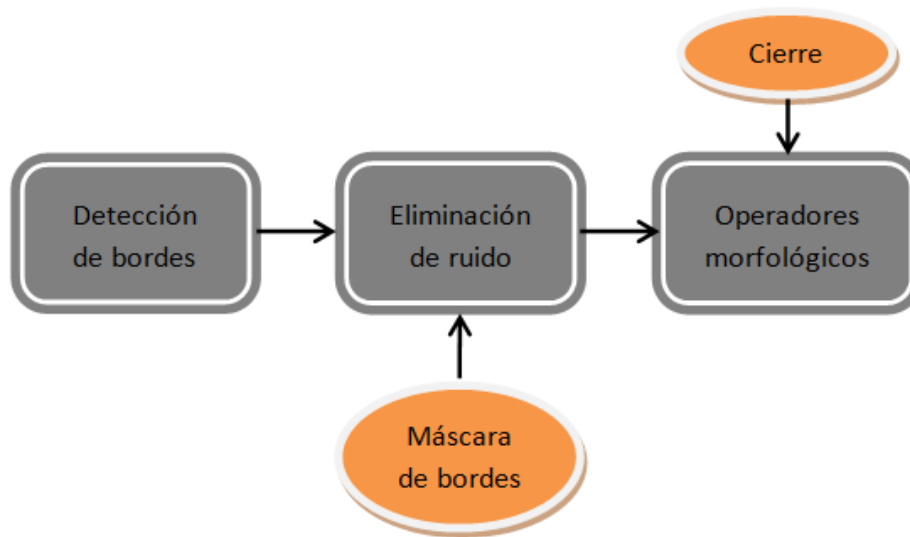 Cierre
Detección
de bordes
Eliminación
de ruido
Operadores
morfológicos
Máscara
de bordes